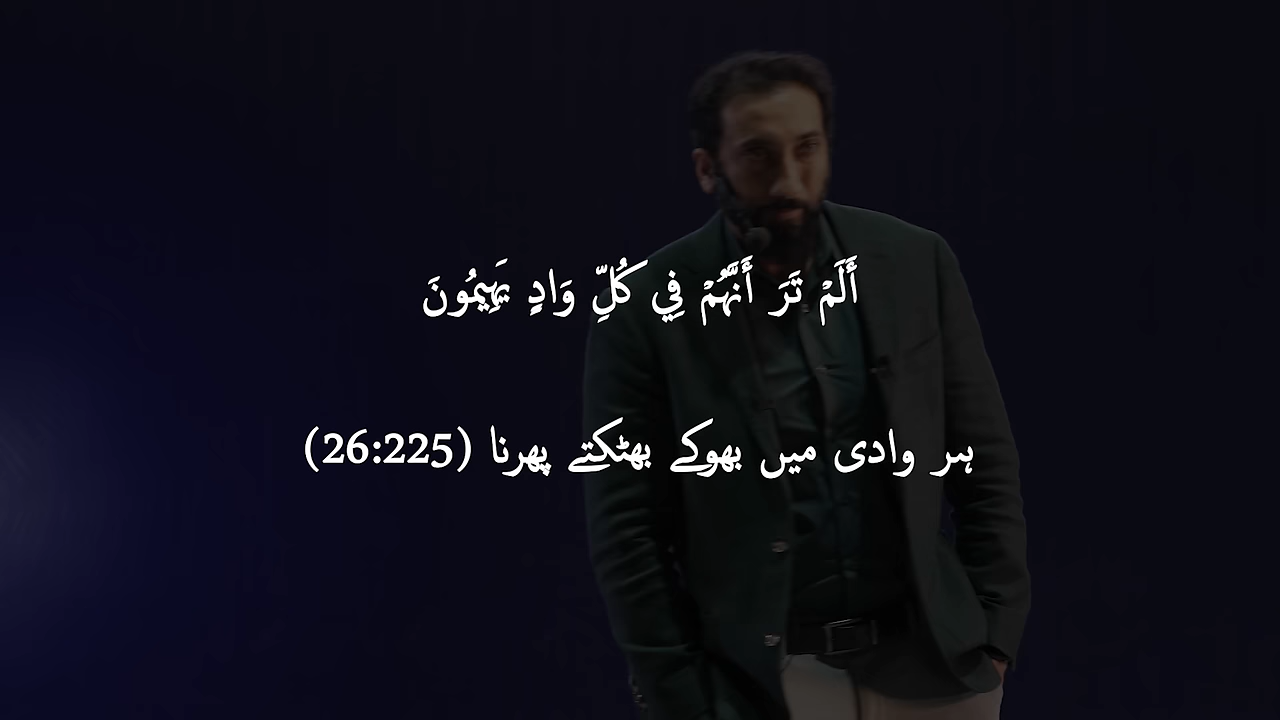 أَلَمْ تَرَ أَنَّهُمْ فِي كُلِّ وَادٍ يَهِيمُونَ
ہر وادی میں بھوکے بھٹکتے پھرنا (26:225)